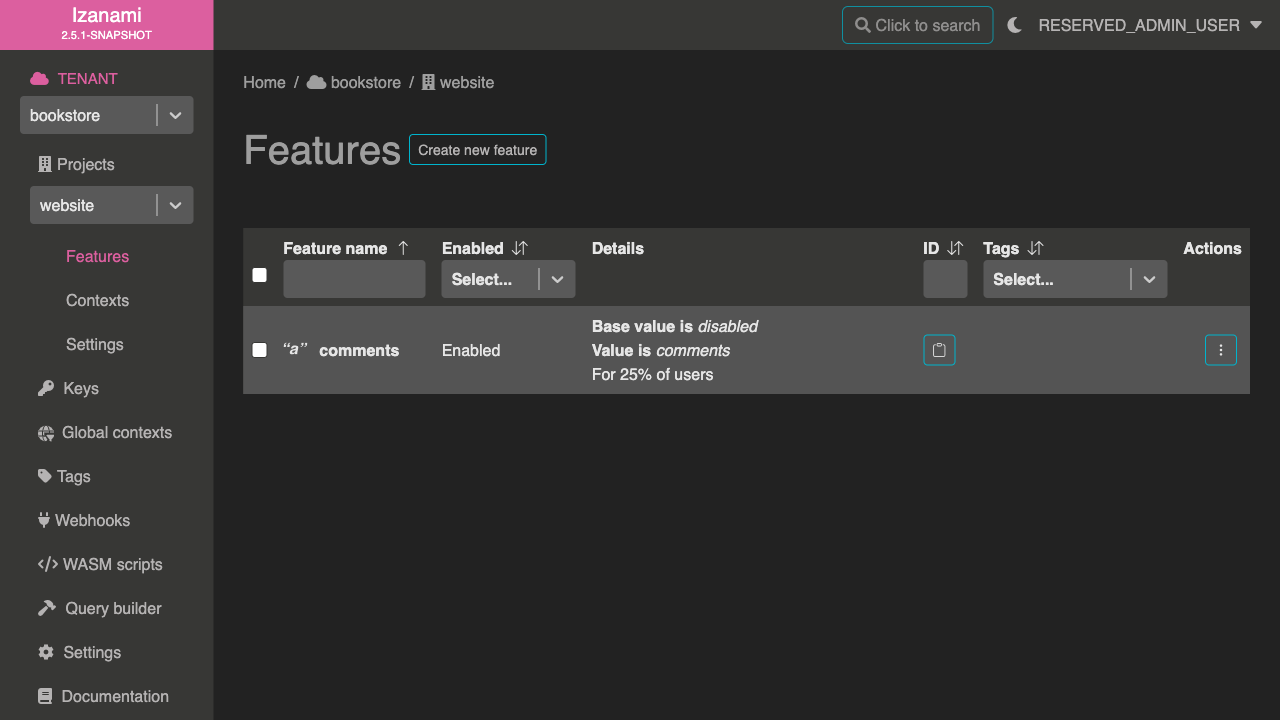 Izanami
2.5.1-SNAPSHOT
Click to search
RESERVED_ADMIN_USER
TENANT
bookstore
Projects
website
Features
Contexts
Settings
Keys
Global contexts
Tags
Webhooks
WASM scripts
Query builder
Settings
Documentation
Home / bookstore / website
Features Create new feature
Feature name Enabled Details ID Tags Actions
Select... Select...
“a” comments Enabled
Base value is disabled
Value is comments
For 25% of users